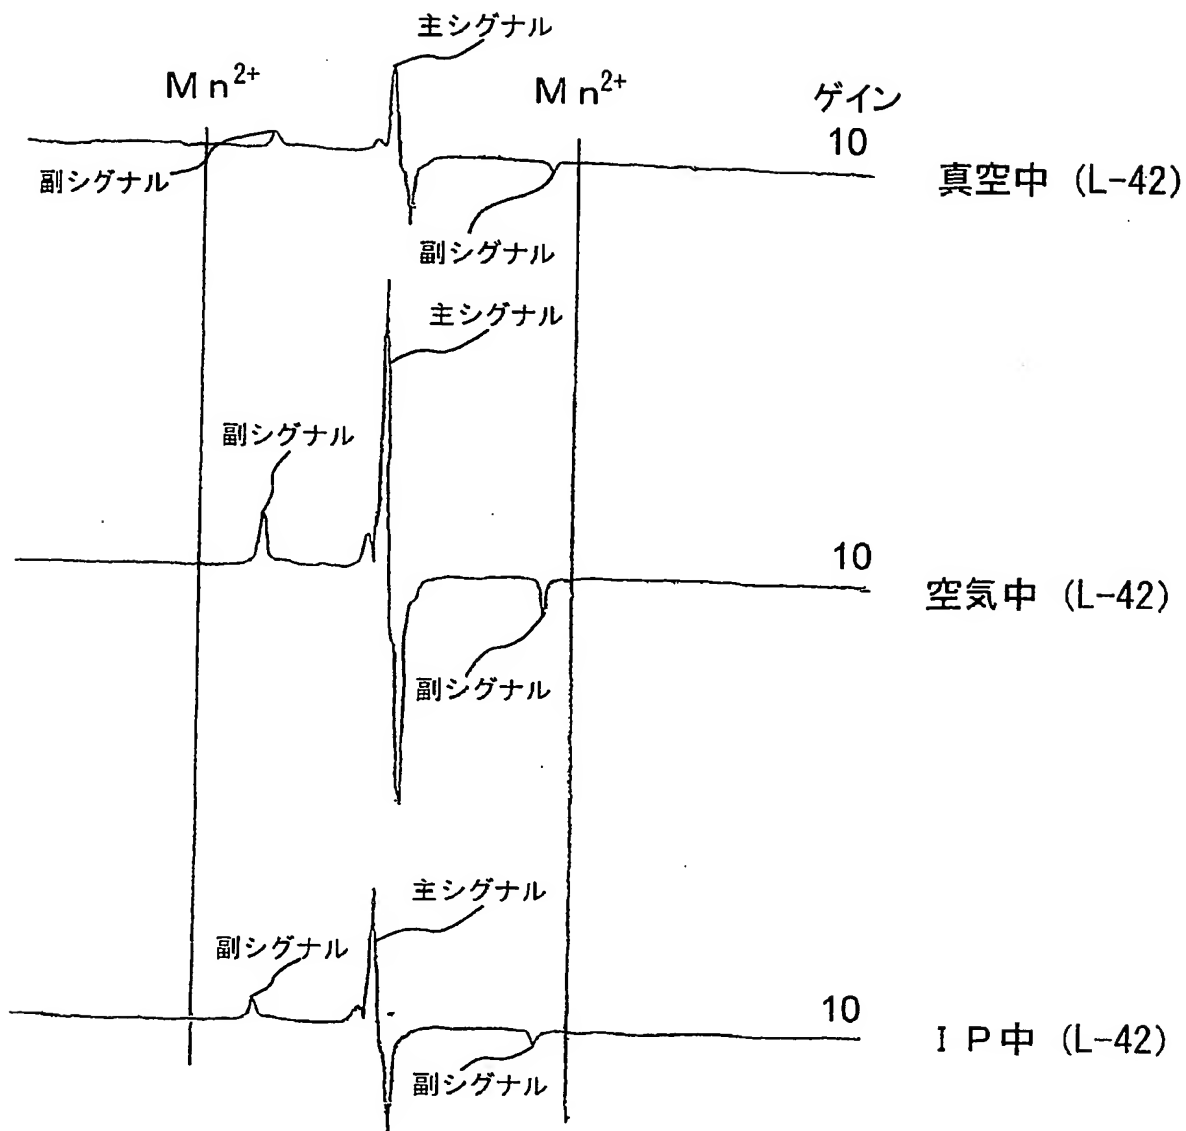 主シグナル
Mn²⁺
Mn²⁺
ゲイン
10
真空中 (L-42)
副シグナル
副シグナル
主シグナル
副シグナル
10
空気中 (L-42)
副シグナル
主シグナル
副シグナル
10
IP中 (L-42)
副シグナル